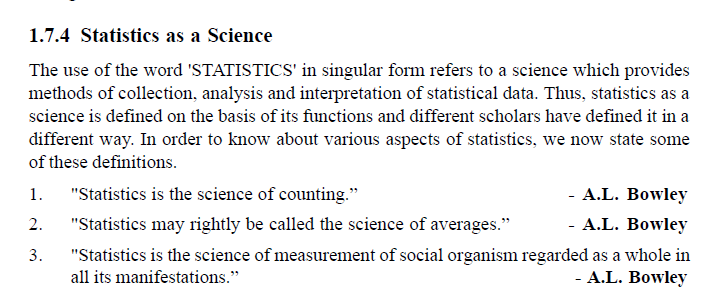 1.7.4 Statistics as a Science
The use of the word 'STATISTICS' in singular form refers to a science which provides
methods of collection, analysis and interpretation of statistical data. Thus, statistics as a
science is defined on the basis of its functions and different scholars have defined it in a
different way. In order to know about various aspects of statistics, we now state some
of these definitions.
1. "Statistics is the science of counting.” - A.L. Bowley
2. "Statistics may rightly be called the science of averages.” - A.L. Bowley
3. "Statistics is the science of measurement of social organism regarded as a whole in
all its manifestations.” - A.L. Bowley